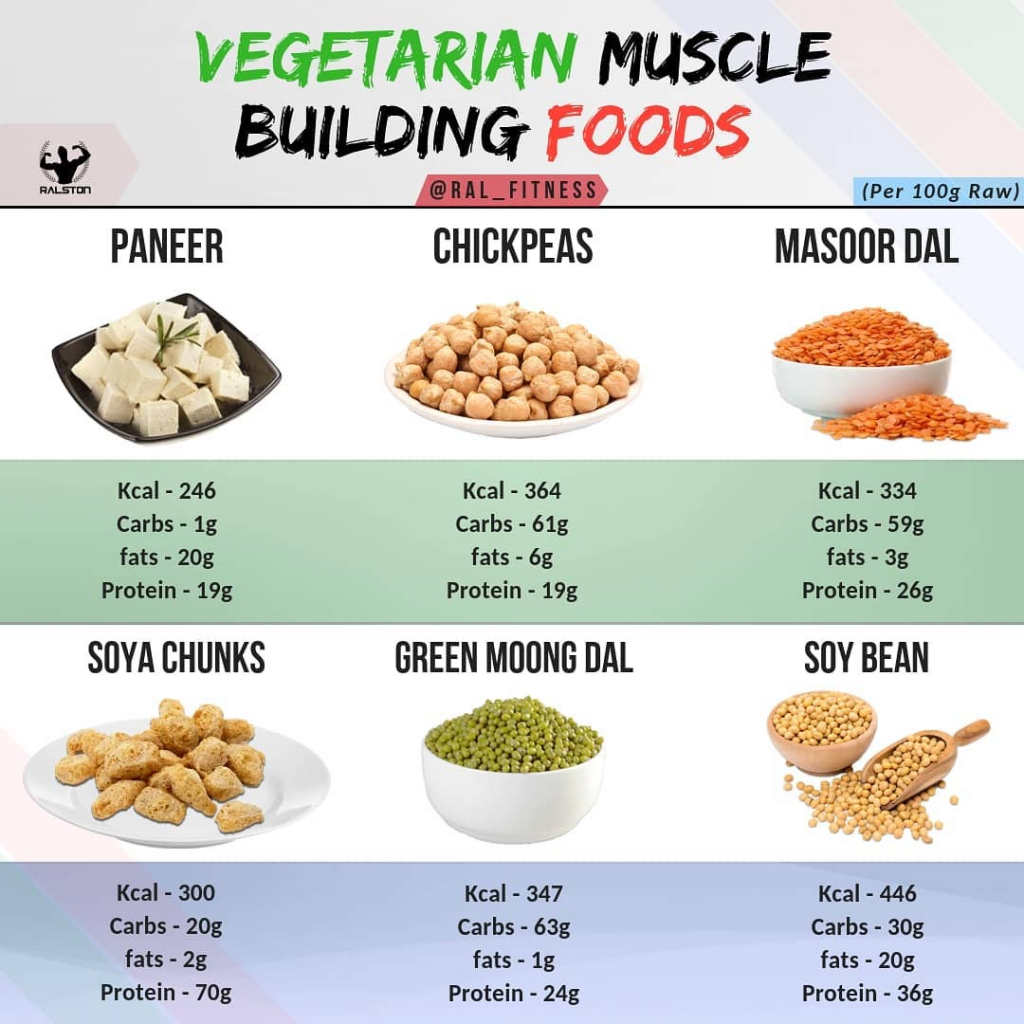 VEGETARIAN MUSCLE
BUILDING FOODS
RALSTON
@RAL_FITNESS
(Per 100g Raw)
PANEER
CHICKPEAS
MASOOR DAL
Kcal - 246
Carbs - 1g
fats - 20g
Protein - 19g
Kcal - 364
Carbs - 61g
fats - 6g
Protein - 19g
Kcal - 334
Carbs - 59g
fats - 3g
Protein - 26g
SOYA CHUNKS
GREEN MOONG DAL
SOY BEAN
Kcal - 300
Carbs - 20g
fats - 2g
Protein - 70g
Kcal - 347
Carbs - 63g
fats - 1g
Protein - 24g
Kcal - 446
Carbs - 30g
fats - 20g
Protein - 36g